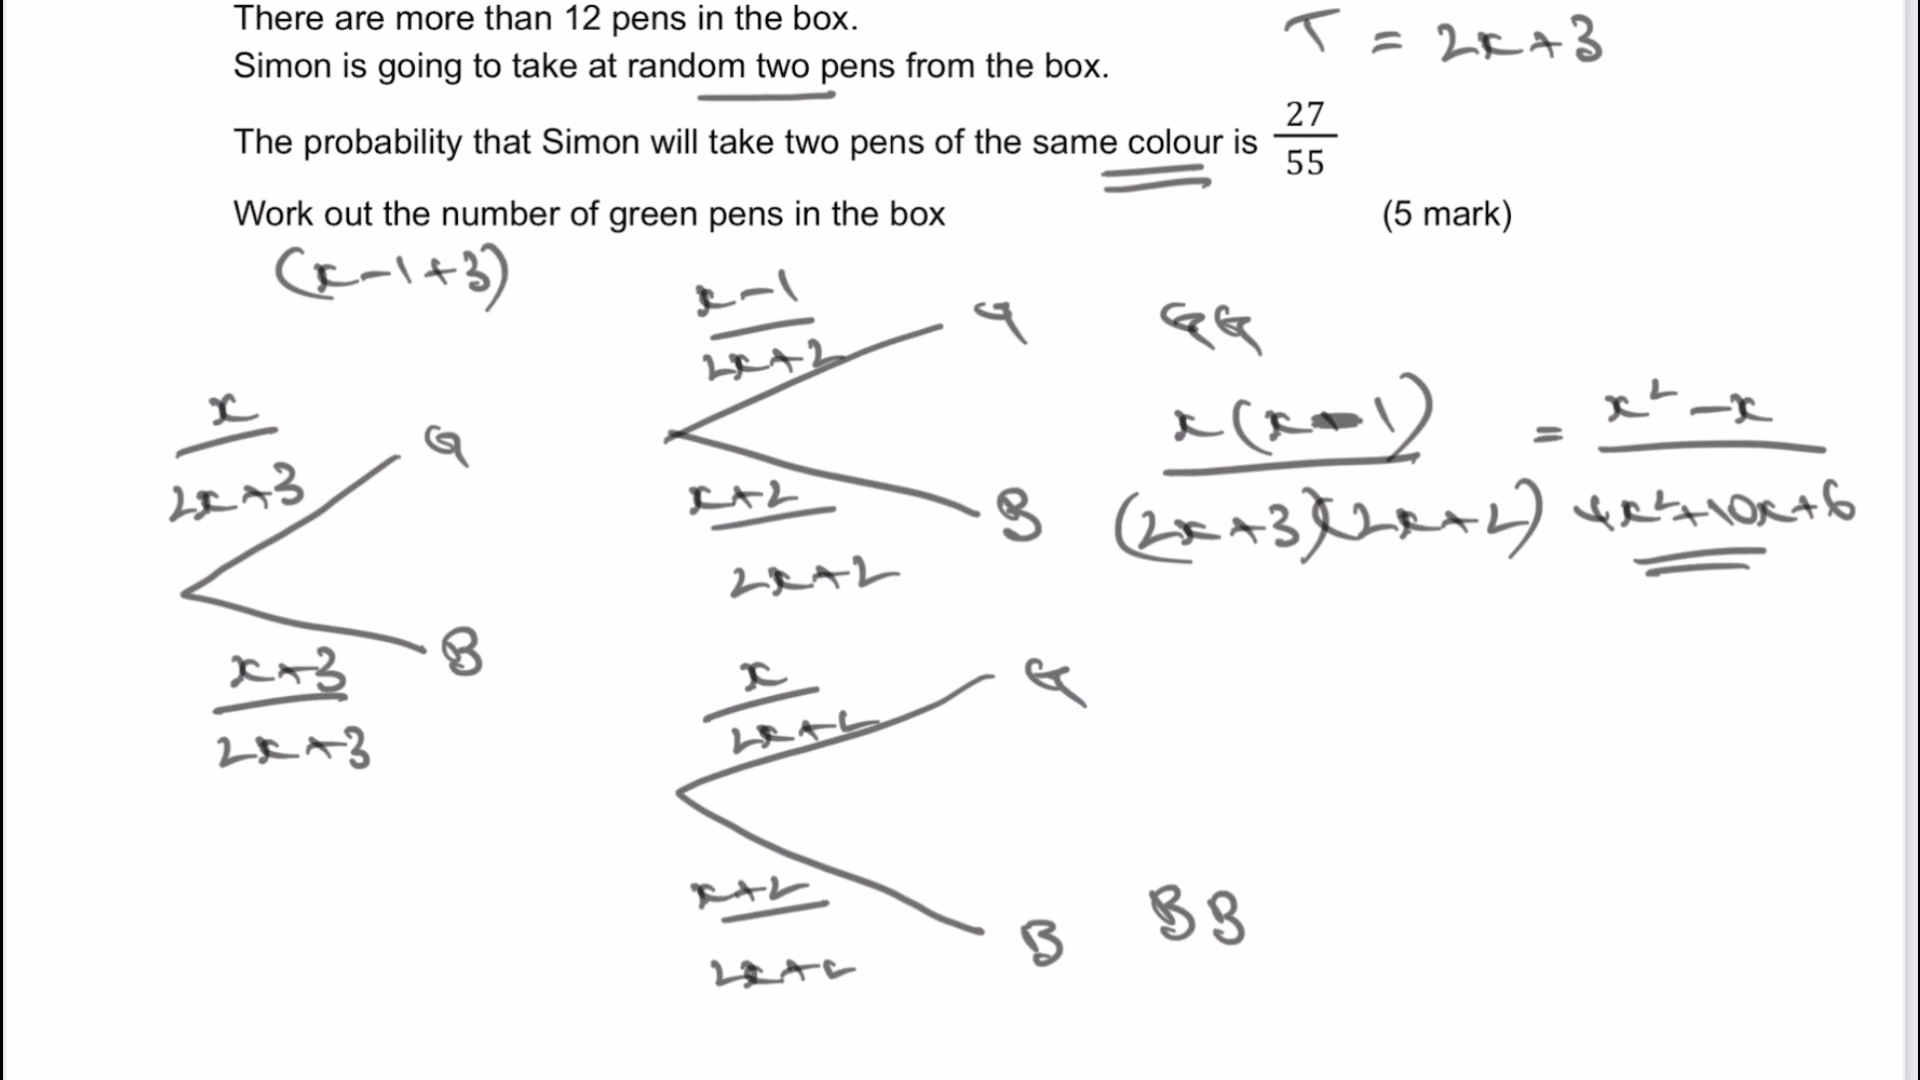 There are more than 12 pens in the box.
T = 2x+3
Simon is going to take at random two pens from the box.
The probability that Simon will take two pens of the same colour is 27/55
Work out the number of green pens in the box (5 mark)
(x-1+3)
x-1
2x+2
G
GG
x
2x+3
G
x(x-1)
(2x+3)(2x+2)
=
x²-x
4x²+10x+6
x+2
2x+2
B
x+3
2x+3
B
x
2x+2
G
x+2
2x+2
B
BB